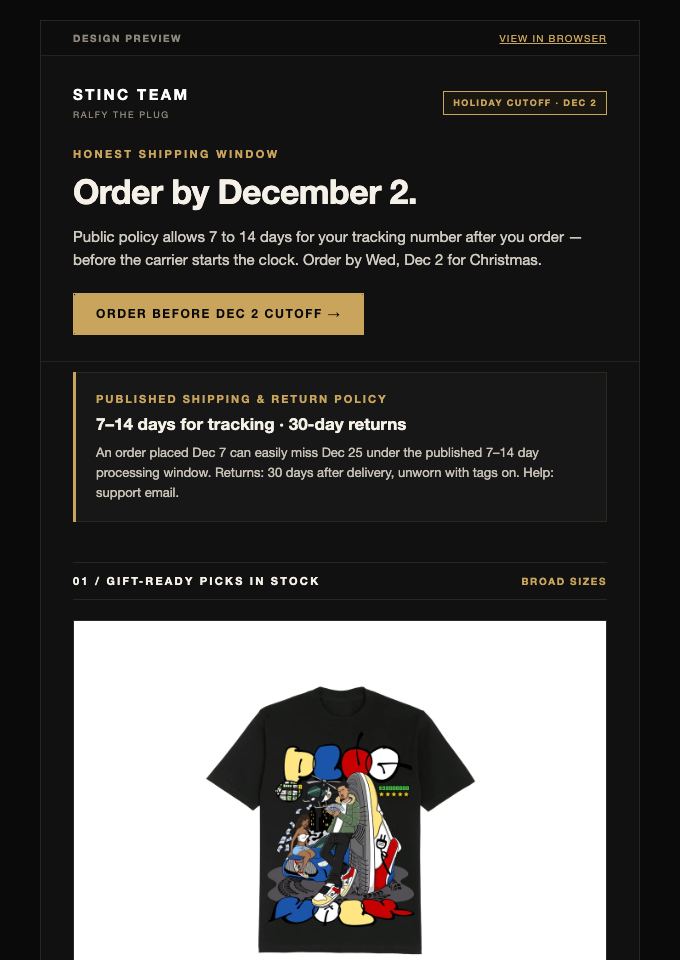 DESIGN PREVIEW
VIEW IN BROWSER
STINC TEAM
RALFY THE PLUG
HOLIDAY CUTOFF · DEC 2
HONEST SHIPPING WINDOW
Order by December 2.
Public policy allows 7 to 14 days for your tracking number after you order —
before the carrier starts the clock. Order by Wed, Dec 2 for Christmas.
ORDER BEFORE DEC 2 CUTOFF →
PUBLISHED SHIPPING & RETURN POLICY
7–14 days for tracking · 30-day returns
An order placed Dec 7 can easily miss Dec 25 under the published 7–14 day
processing window. Returns: 30 days after delivery, unworn with tags on. Help:
support email.
01 / GIFT-READY PICKS IN STOCK
BROAD SIZES
PLUG